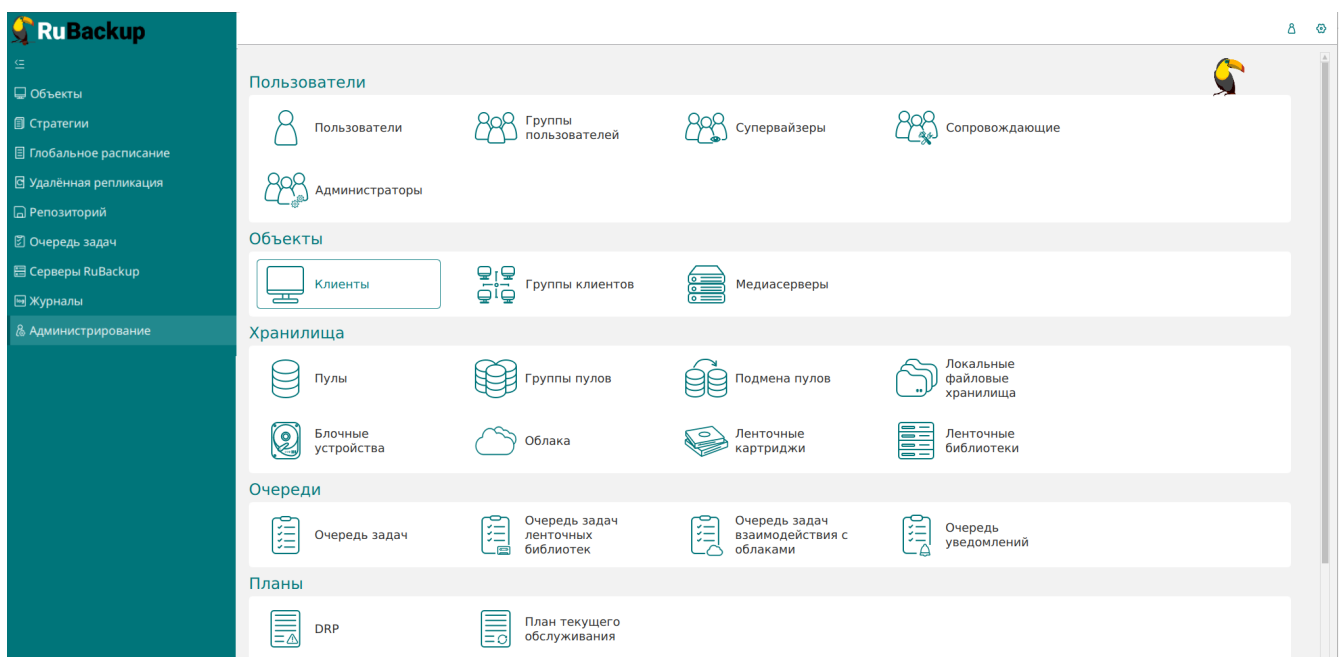 RuBackup
Объекты
Стратегии
Глобальное расписание
Удалённая репликация
Репозиторий
Очередь задач
Серверы RuBackup
Журналы
Администрирование
Пользователи
Пользователи
Группы
пользователей
Супервайзеры
Сопровождающие
Администраторы
Объекты
Клиенты
Группы клиентов
Медиасерверы
Хранилища
Пулы
Группы пулов
Подмена пулов
Локальные
файловые
хранилища
Блочные
устройства
Облака
Ленточные
картриджи
Ленточные
библиотеки
Очереди
Очередь задач
Очередь задач
ленточных
библиотек
Очередь задач
взаимодействия с
облаками
Очередь
уведомлений
Планы
DRP
План текущего
обслуживания